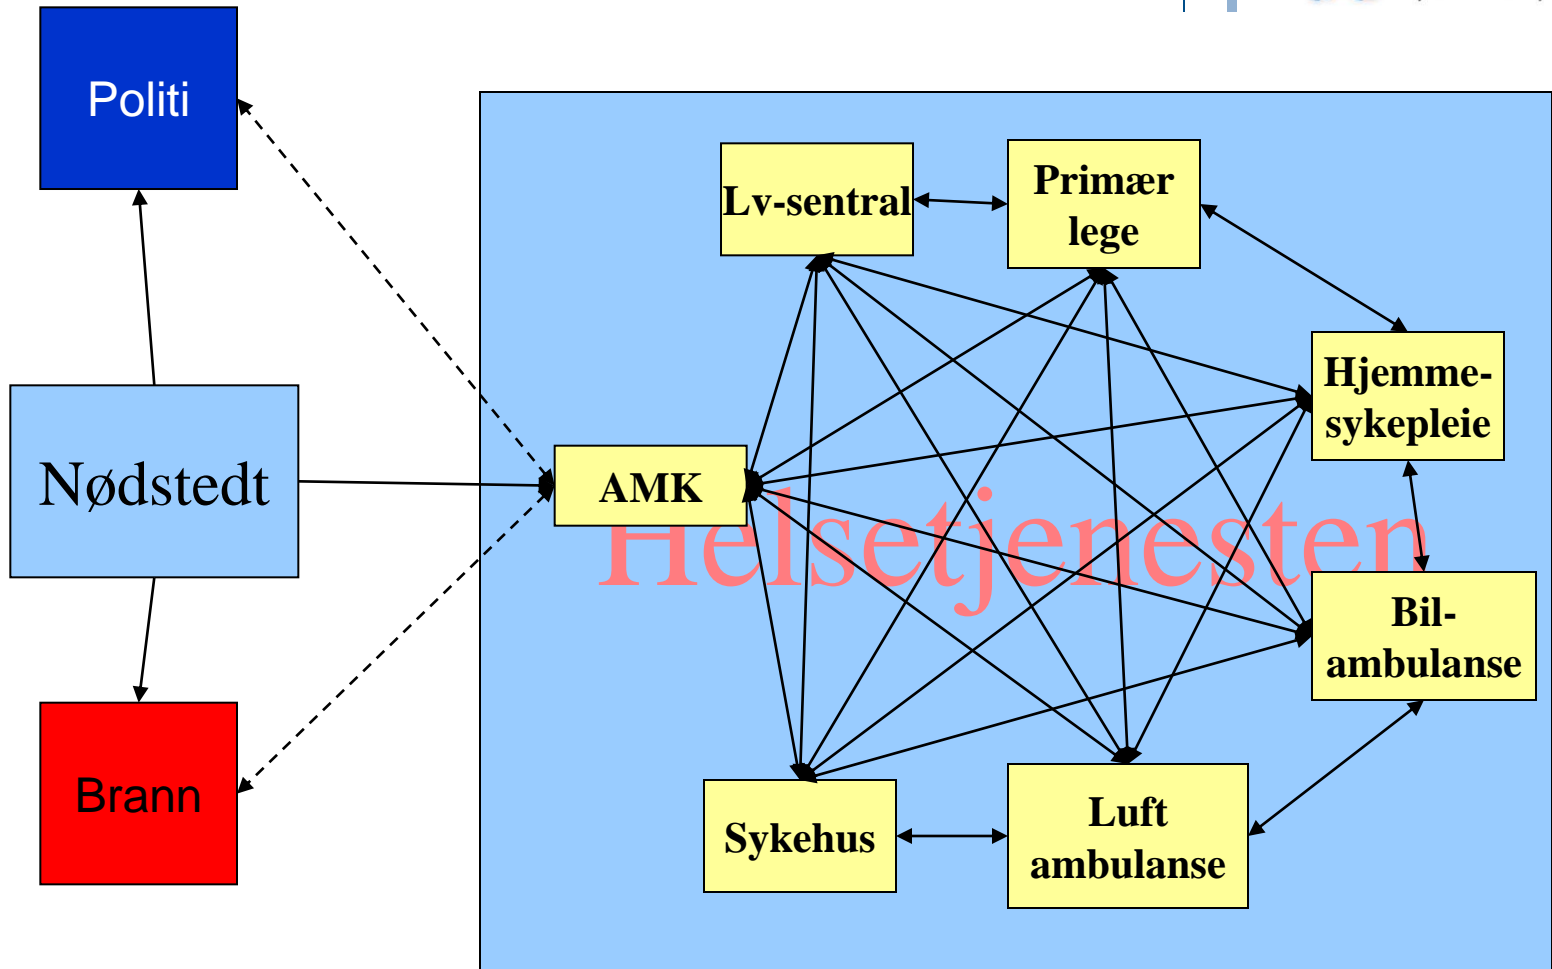 Politi
Lv-sentral
Primær
lege
Hjemme-
sykepleie
Nødstedt
AMK
Helsetjenesten
Bil-
ambulanse
Brann
Sykehus
Luft
ambulanse